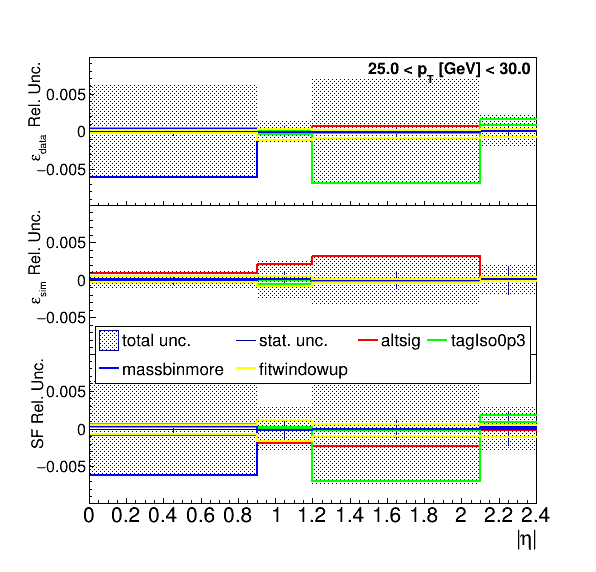 25.0 < p_T [GeV] < 30.0
ε_data Rel. Unc.
0.005
0
−0.005
ε_sim Rel. Unc.
0.005
0
−0.005
total unc. stat. unc. altsig tagIso0p3
massbinmore fitwindowup
SF Rel. Unc.
0.005
0
−0.005
0 0.2 0.4 0.6 0.8 1 1.2 1.4 1.6 1.8 2 2.2 2.4
|η|